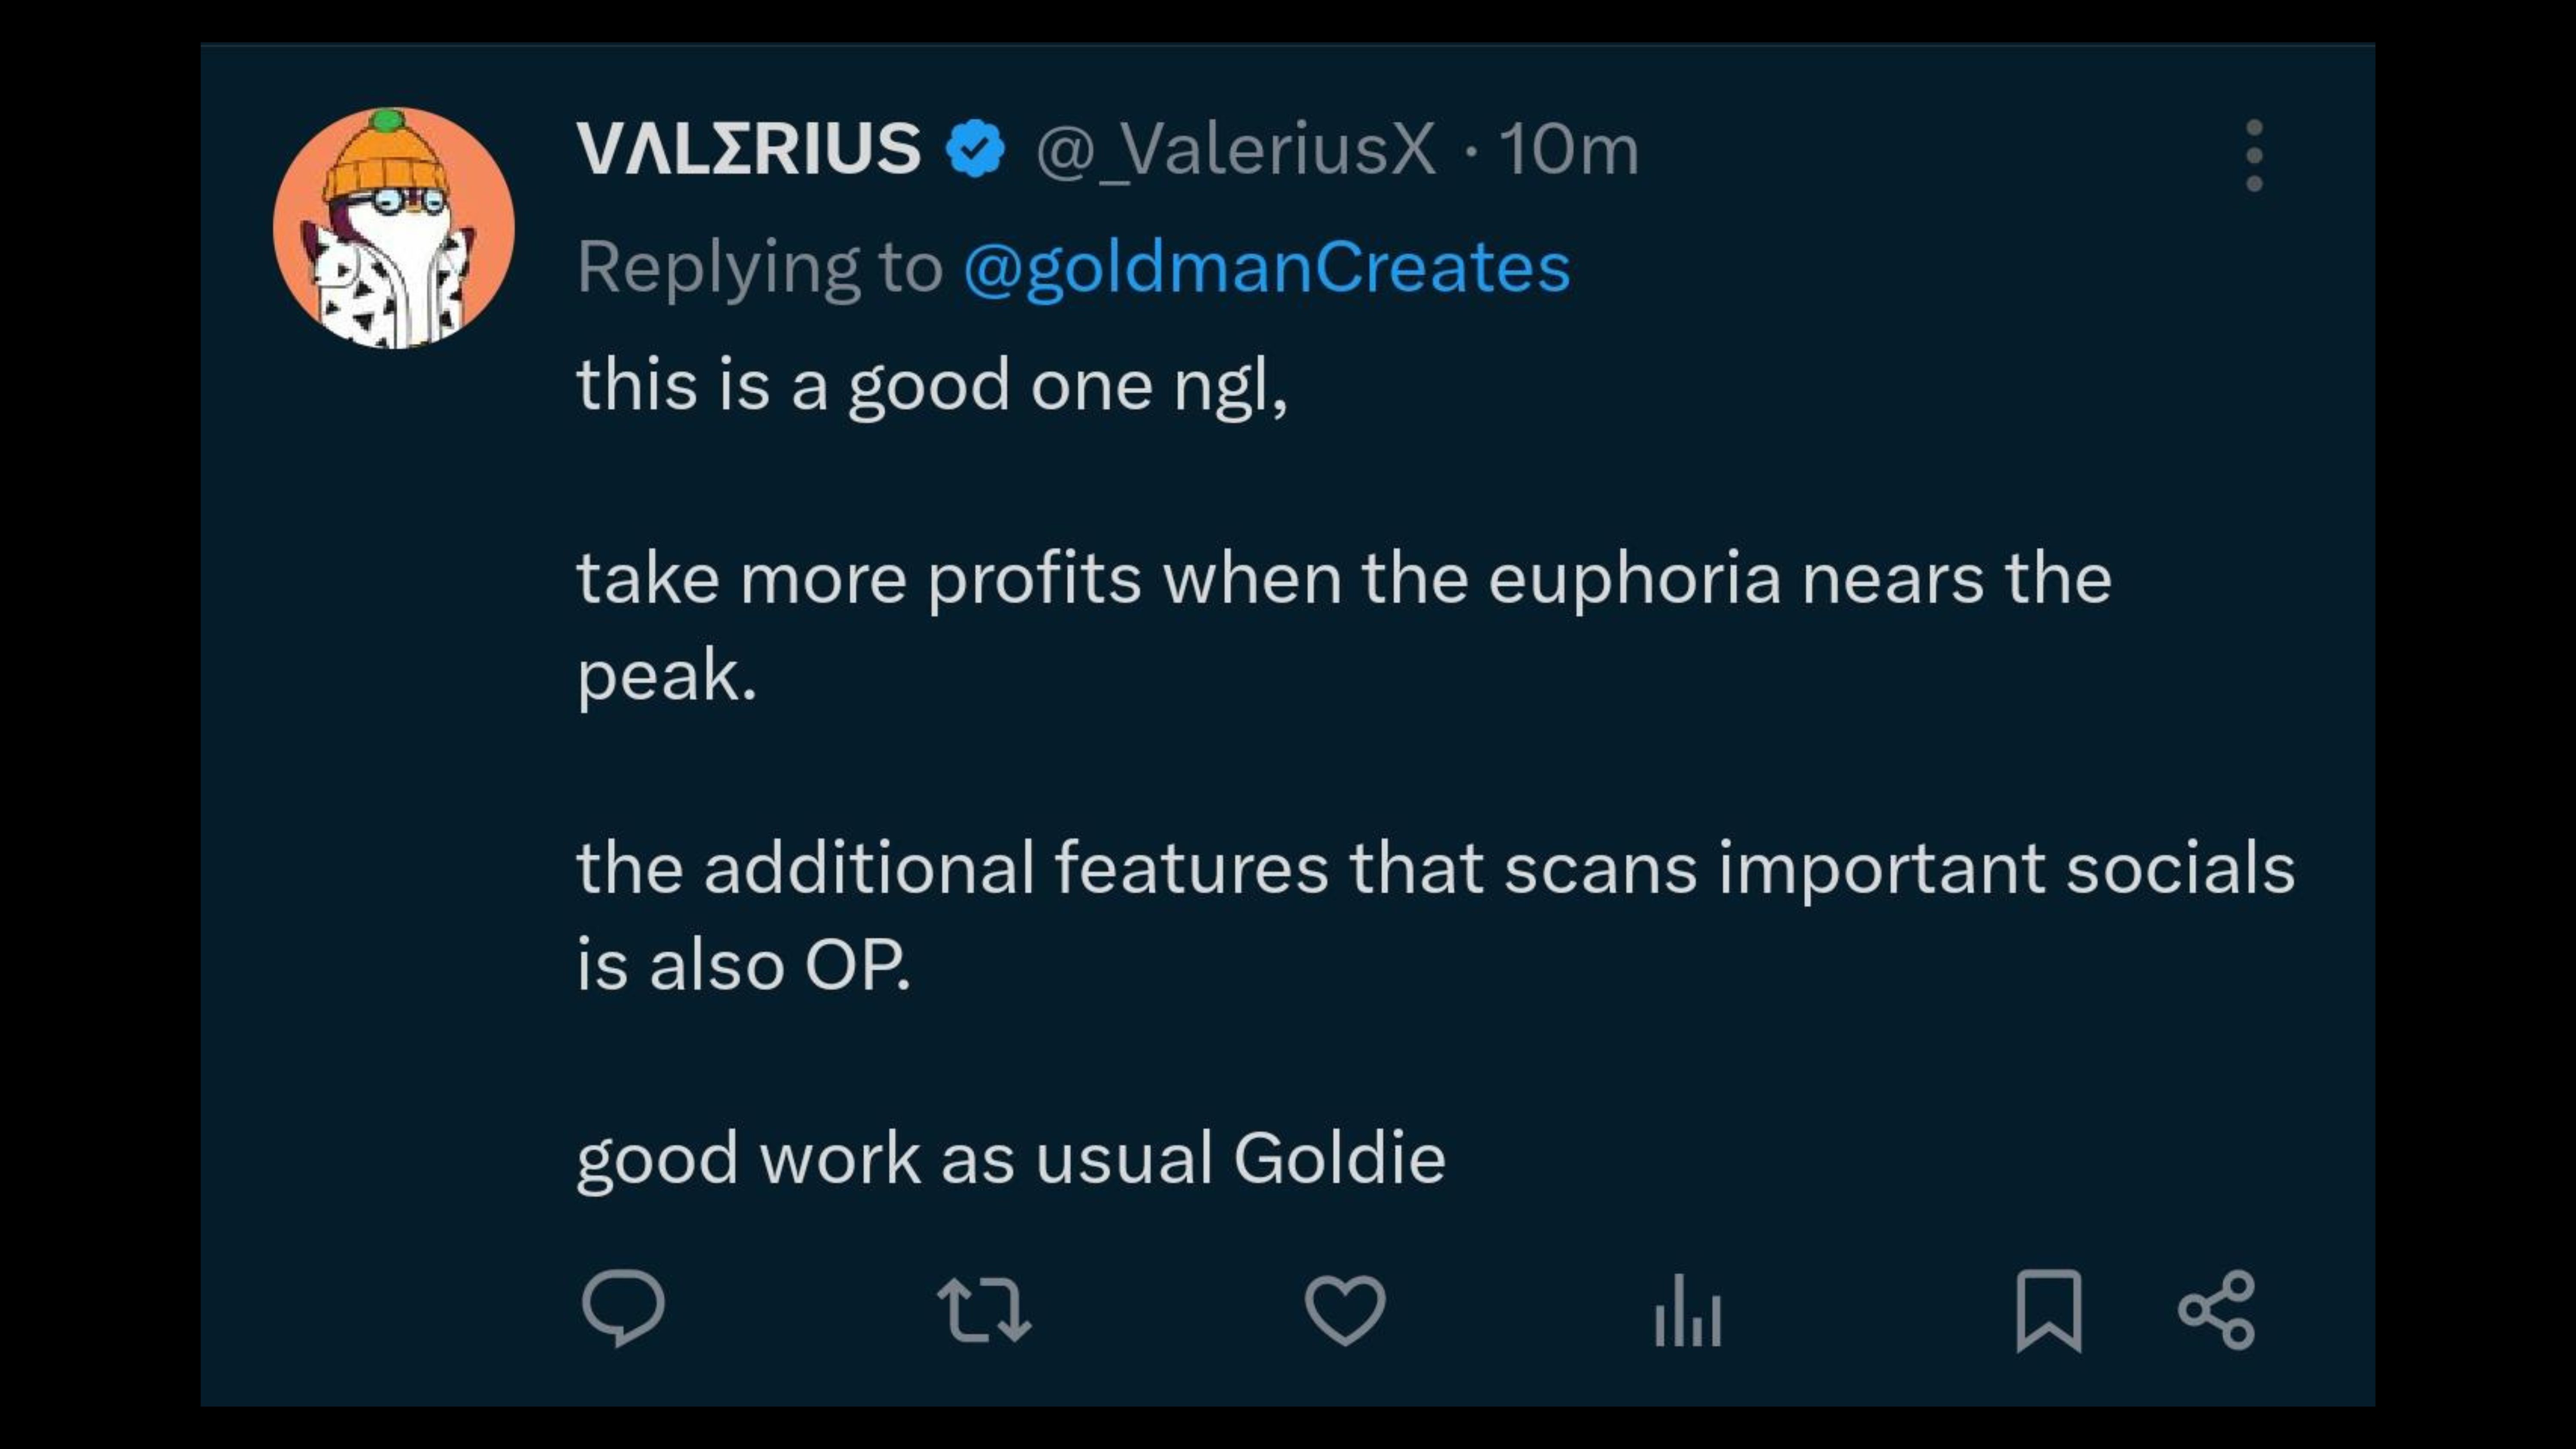 VΛLΣRIUS @_ValeriusX · 10m
Replying to @goldmanCreates
this is a good one ngl,
take more profits when the euphoria nears the
peak.
the additional features that scans important socials
is also OP.
good work as usual Goldie